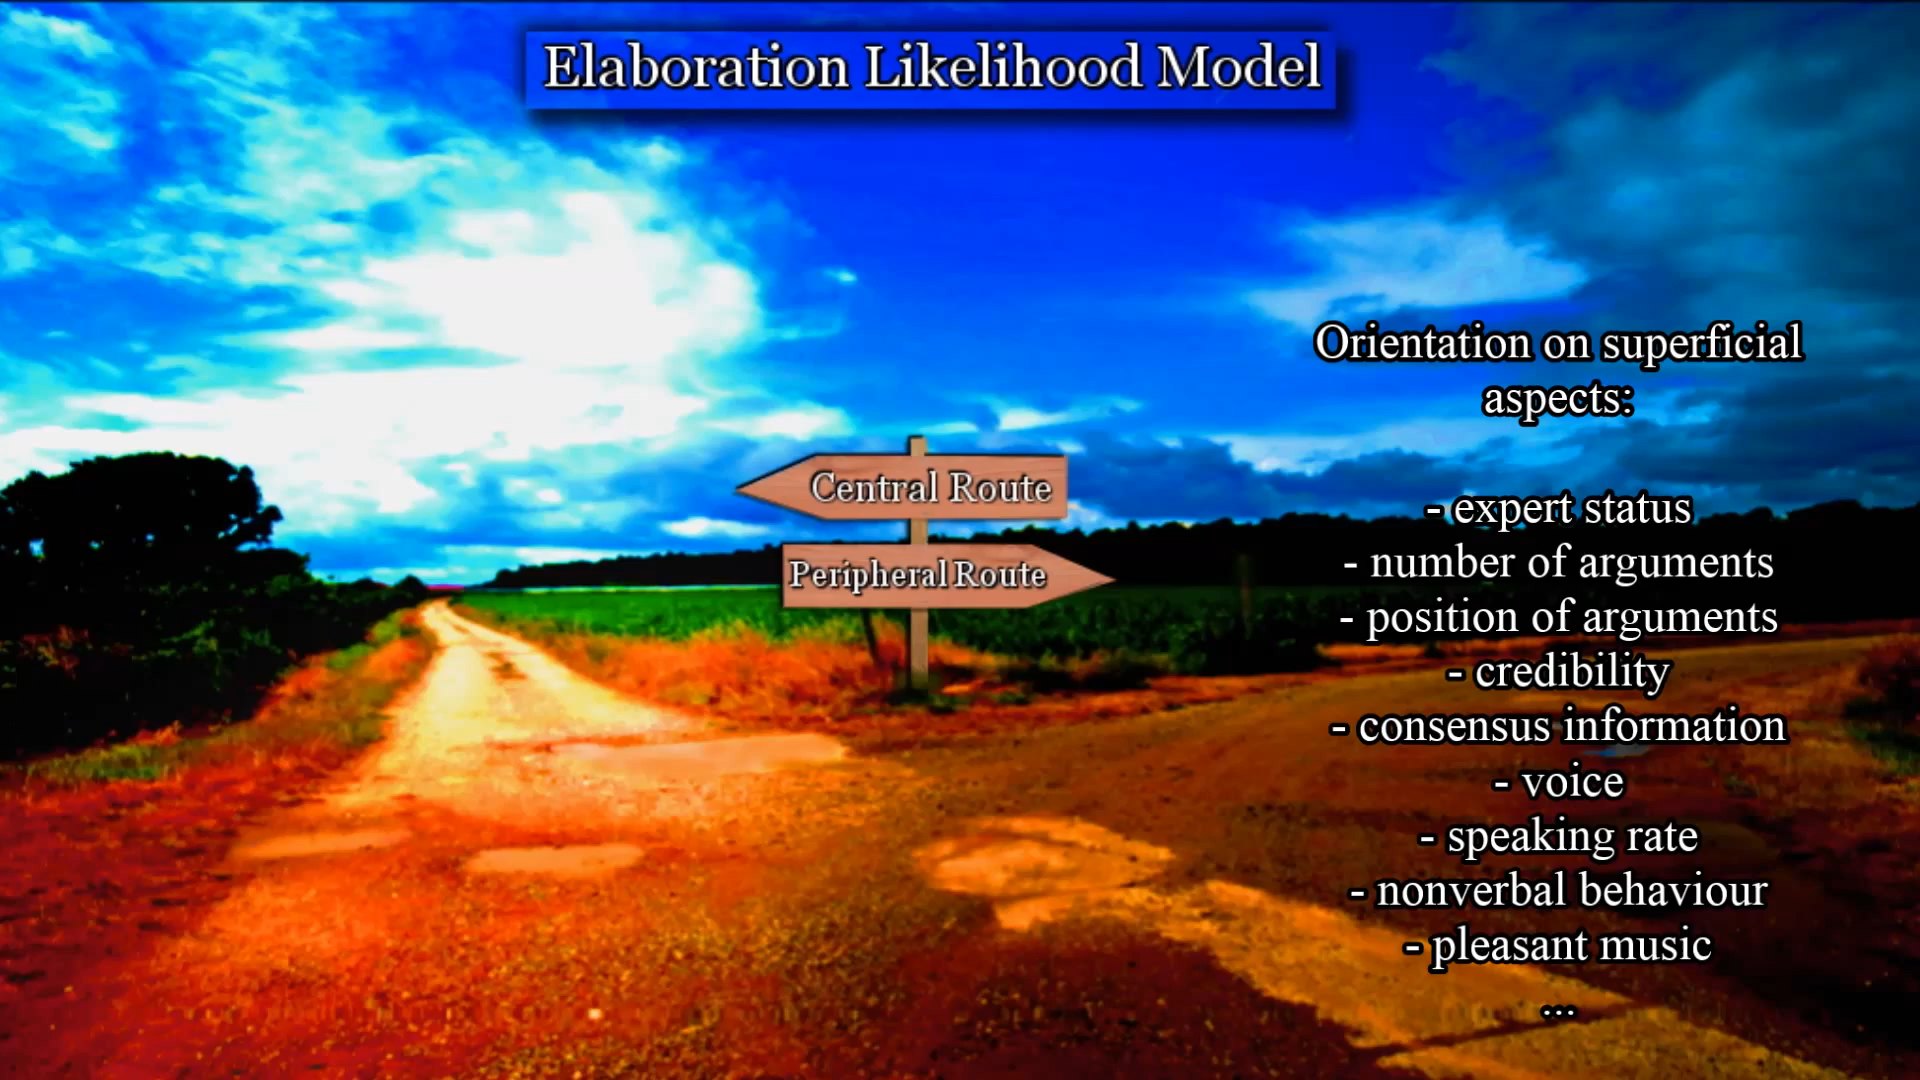 Elaboration Likelihood Model
Central Route
Peripheral Route
Orientation on superficial
aspects:
- expert status
- number of arguments
- position of arguments
- credibility
- consensus information
- voice
- speaking rate
- nonverbal behaviour
- pleasant music
...